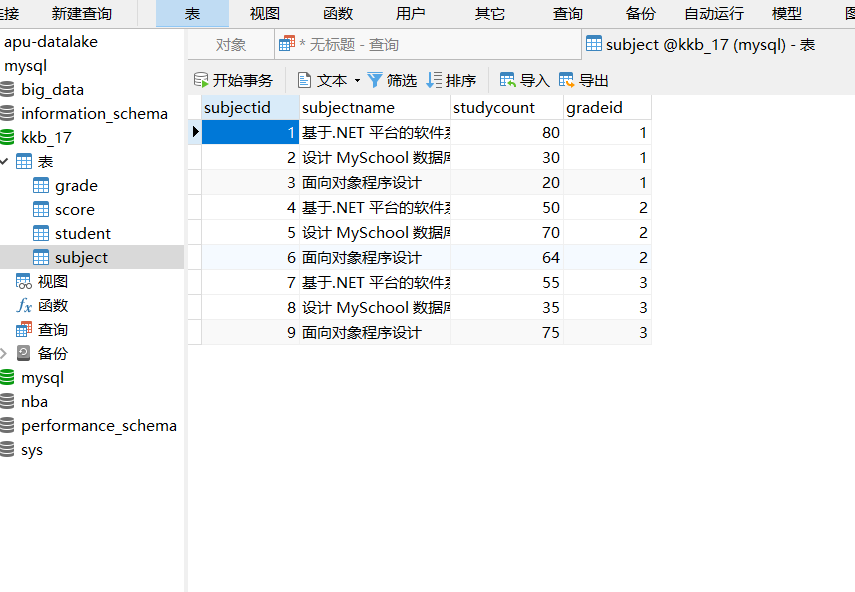 连接 新建查询 表 视图 函数 用户 其它 查询 备份 自动运行 模型
apu-datalake
mysql
big_data
information_schema
kkb_17
表
grade
score
student
subject
视图
fx 函数
查询
备份
mysql
nba
performance_schema
sys
对象 * 无标题 - 查询 subject @kkb_17 (mysql) - 表
开始事务 文本 筛选 排序 导入 导出
subjectid subjectname studycount gradeid
1 基于.NET 平台的软件系 80 1
2 设计 MySchool 数据库 30 1
3 面向对象程序设计 20 1
4 基于.NET 平台的软件系 50 2
5 设计 MySchool 数据库 70 2
6 面向对象程序设计 64 2
7 基于.NET 平台的软件系 55 3
8 设计 MySchool 数据库 35 3
9 面向对象程序设计 75 3